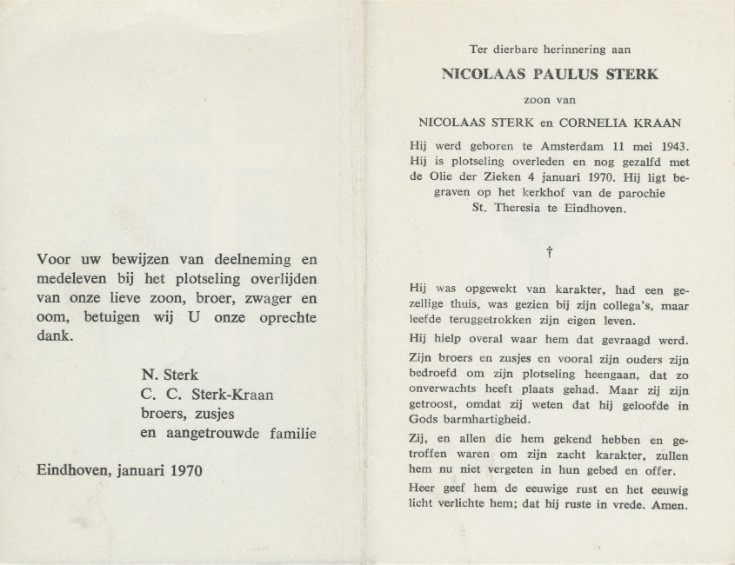 Voor uw bewijzen van deelneming en
medeleven bij het plotseling overlijden
van onze lieve zoon, broer, zwager en
oom, betuigen wij U onze oprechte
dank.
N. Sterk
C. C. Sterk-Kraan
broers, zusjes
en aangetrouwde familie
Eindhoven, januari 1970
Ter dierbare herinnering aan
NICOLAAS PAULUS STERK
zoon van
NICOLAAS STERK en CORNELIA KRAAN
Hij werd geboren te Amsterdam 11 mei 1943.
Hij is plotseling overleden en nog gezalfd met
de Olie der Zieken 4 januari 1970. Hij ligt be-
graven op het kerkhof van de parochie
St. Theresia te Eindhoven.
†
Hij was opgewekt van karakter, had een ge-
zellige thuis, was gezien bij zijn collega's, maar
leefde teruggetrokken zijn eigen leven.
Hij hielp overal waar hem dat gevraagd werd.
Zijn broers en zusjes en vooral zijn ouders zijn
bedroefd om zijn plotseling heengaan, dat zo
onverwachts heeft plaats gehad. Maar zij zijn
getroost, omdat zij weten dat hij geloofde in
Gods barmhartigheid.
Zij, en allen die hem gekend hebben en ge-
troffen waren om zijn zacht karakter, zullen
hem nu niet vergeten in hun gebed en offer.
Heer geef hem de eeuwige rust en het eeuwig
licht verlichte hem; dat hij ruste in vrede. Amen.